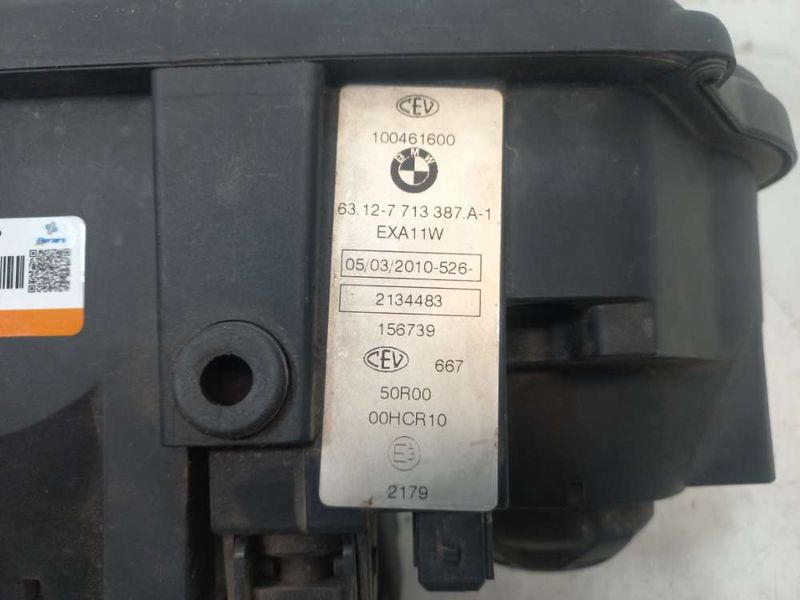 CEV
100461600
BMW
63.12-7 713 387.A-1
EXA11W
05/03/2010-526-
2134483
156739
CEV 667
50R00
00HCR10
2179